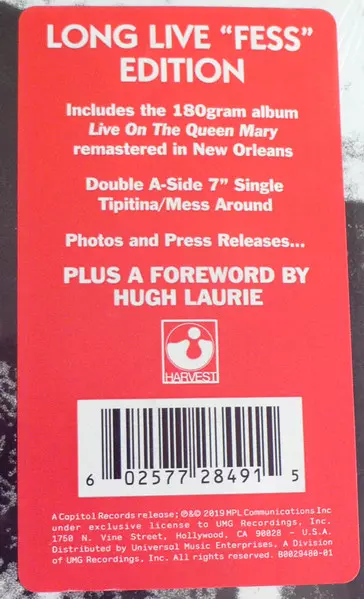 LONG LIVE "FESS"
EDITION
Includes the 180gram album
Live On The Queen Mary
remastered in New Orleans
Double A-Side 7" Single
Tipitina/Mess Around
Photos and Press Releases...
PLUS A FOREWORD BY
HUGH LAURIE
HARVEST
6 02577 28491 5
A Capitol Records release; ℗&© 2019 MPL Communications Inc
under exclusive license to UMG Recordings, Inc.
1750 N. Vine Street, Hollywood, CA 90028 - U.S.A.
Distributed by Universal Music Enterprises, A Division
of UMG Recordings, Inc. All rights reserved. B0029480-01